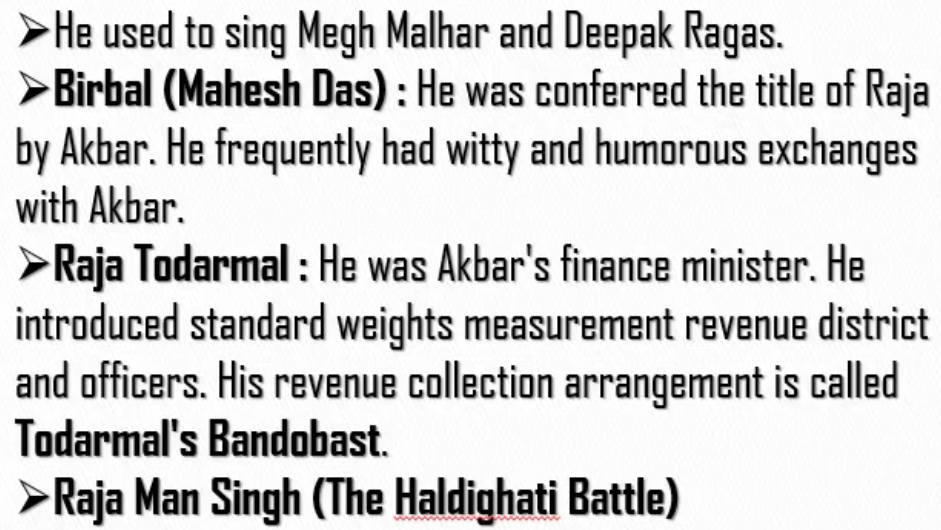 ➢He used to sing Megh Malhar and Deepak Ragas.
➢Birbal (Mahesh Das) : He was conferred the title of Raja
by Akbar. He frequently had witty and humorous exchanges
with Akbar.
➢Raja Todarmal : He was Akbar's finance minister. He
introduced standard weights measurement revenue district
and officers. His revenue collection arrangement is called
Todarmal's Bandobast.
➢Raja Man Singh (The Haldighati Battle)